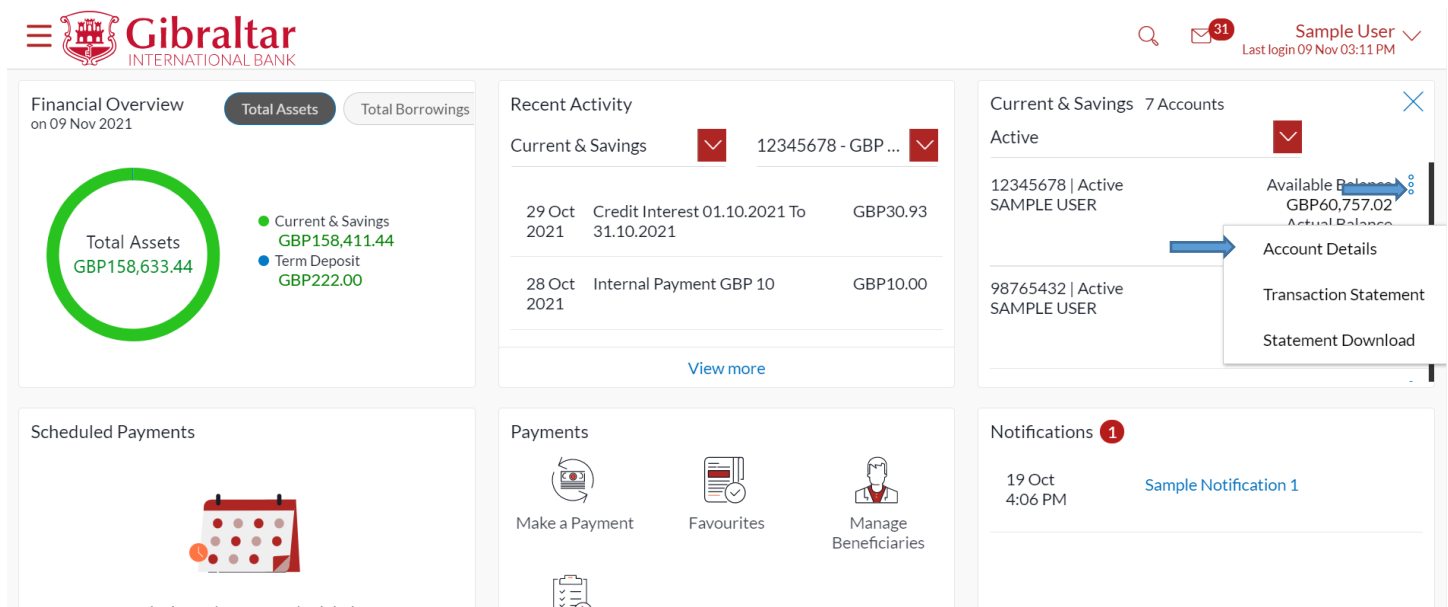 Gibraltar
INTERNATIONAL BANK
31
Sample User
Last login 09 Nov 03:11 PM
Financial Overview
on 09 Nov 2021
Total Assets
Total Borrowings
Total Assets
GBP158,633.44
Current & Savings
GBP158,411.44
Term Deposit
GBP222.00
Recent Activity
Current & Savings
12345678 - GBP ...
29 Oct 2021
Credit Interest 01.10.2021 To
31.10.2021
GBP30.93
28 Oct 2021
Internal Payment GBP 10
GBP10.00
View more
Current & Savings 7 Accounts
Active
12345678 | Active
SAMPLE USER
Available Balance
GBP60,757.02
Actual Balance
Account Details
Transaction Statement
Statement Download
98765432 | Active
SAMPLE USER
Scheduled Payments
Payments
Make a Payment
Favourites
Manage
Beneficiaries
Notifications 1
19 Oct
4:06 PM
Sample Notification 1